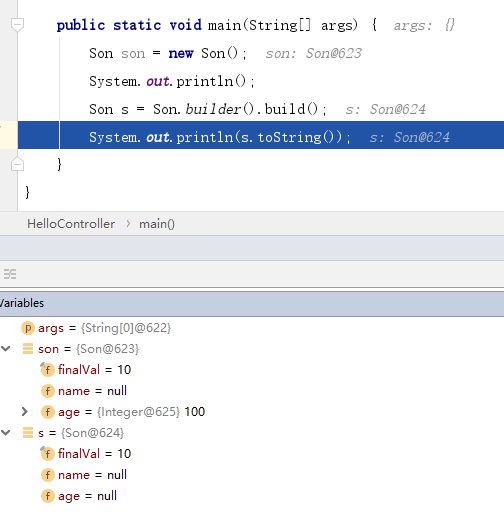 public static void main(String[] args) { args: {}
Son son = new Son(); son: Son@623
System.out.println();
Son s = Son.builder().build(); s: Son@624
System.out.println(s.toString()); s: Son@624
}
}
HelloController › main()
Variables
p args = {String[0]@622}
son = {Son@623}
f finalVal = 10
f name = null
f age = {Integer@625} 100
s = {Son@624}
f finalVal = 10
f name = null
f age = null